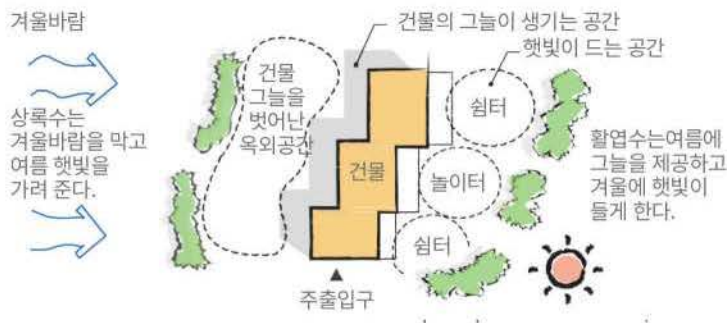 겨울바람
건물의 그늘이 생기는 공간
햇빛이 드는 공간
건물
그늘을
벗어난
옥외공간
쉼터
상록수는
겨울바람을 막고
여름 햇빛을
가려 준다.
건물
놀이터
쉼터
활엽수는여름에
그늘을 제공하고
겨울에 햇빛이
들게 한다.
주출입구